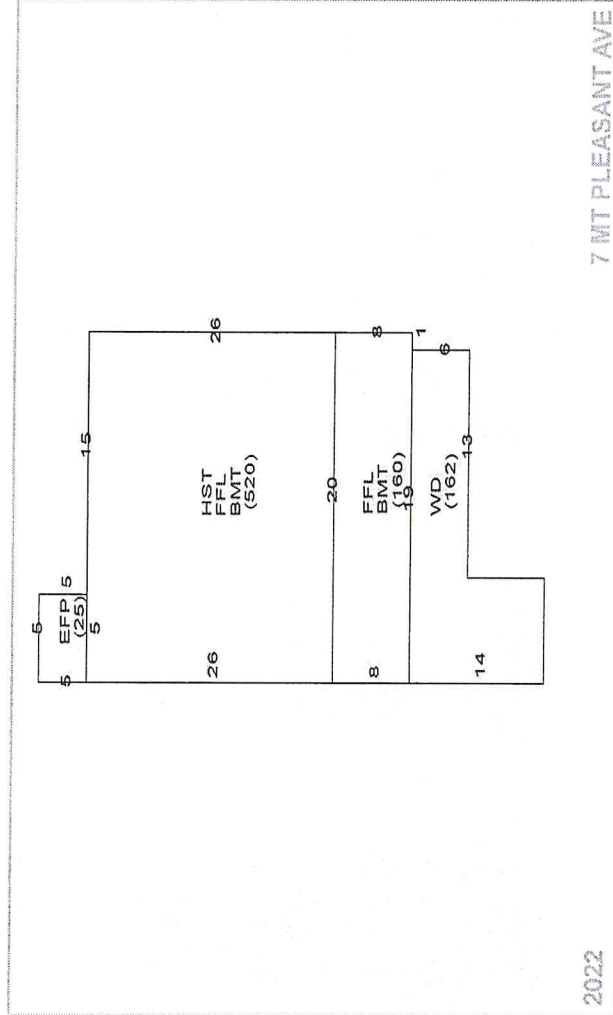 5
5
EFP
(25)
5
5
15
26
HST
FFL
BMT
(520)
26
20
8
FFL
BMT
(160)
8
19
1
WD
(162)
6
13
14
2022
7 MT PLEASANT AVE